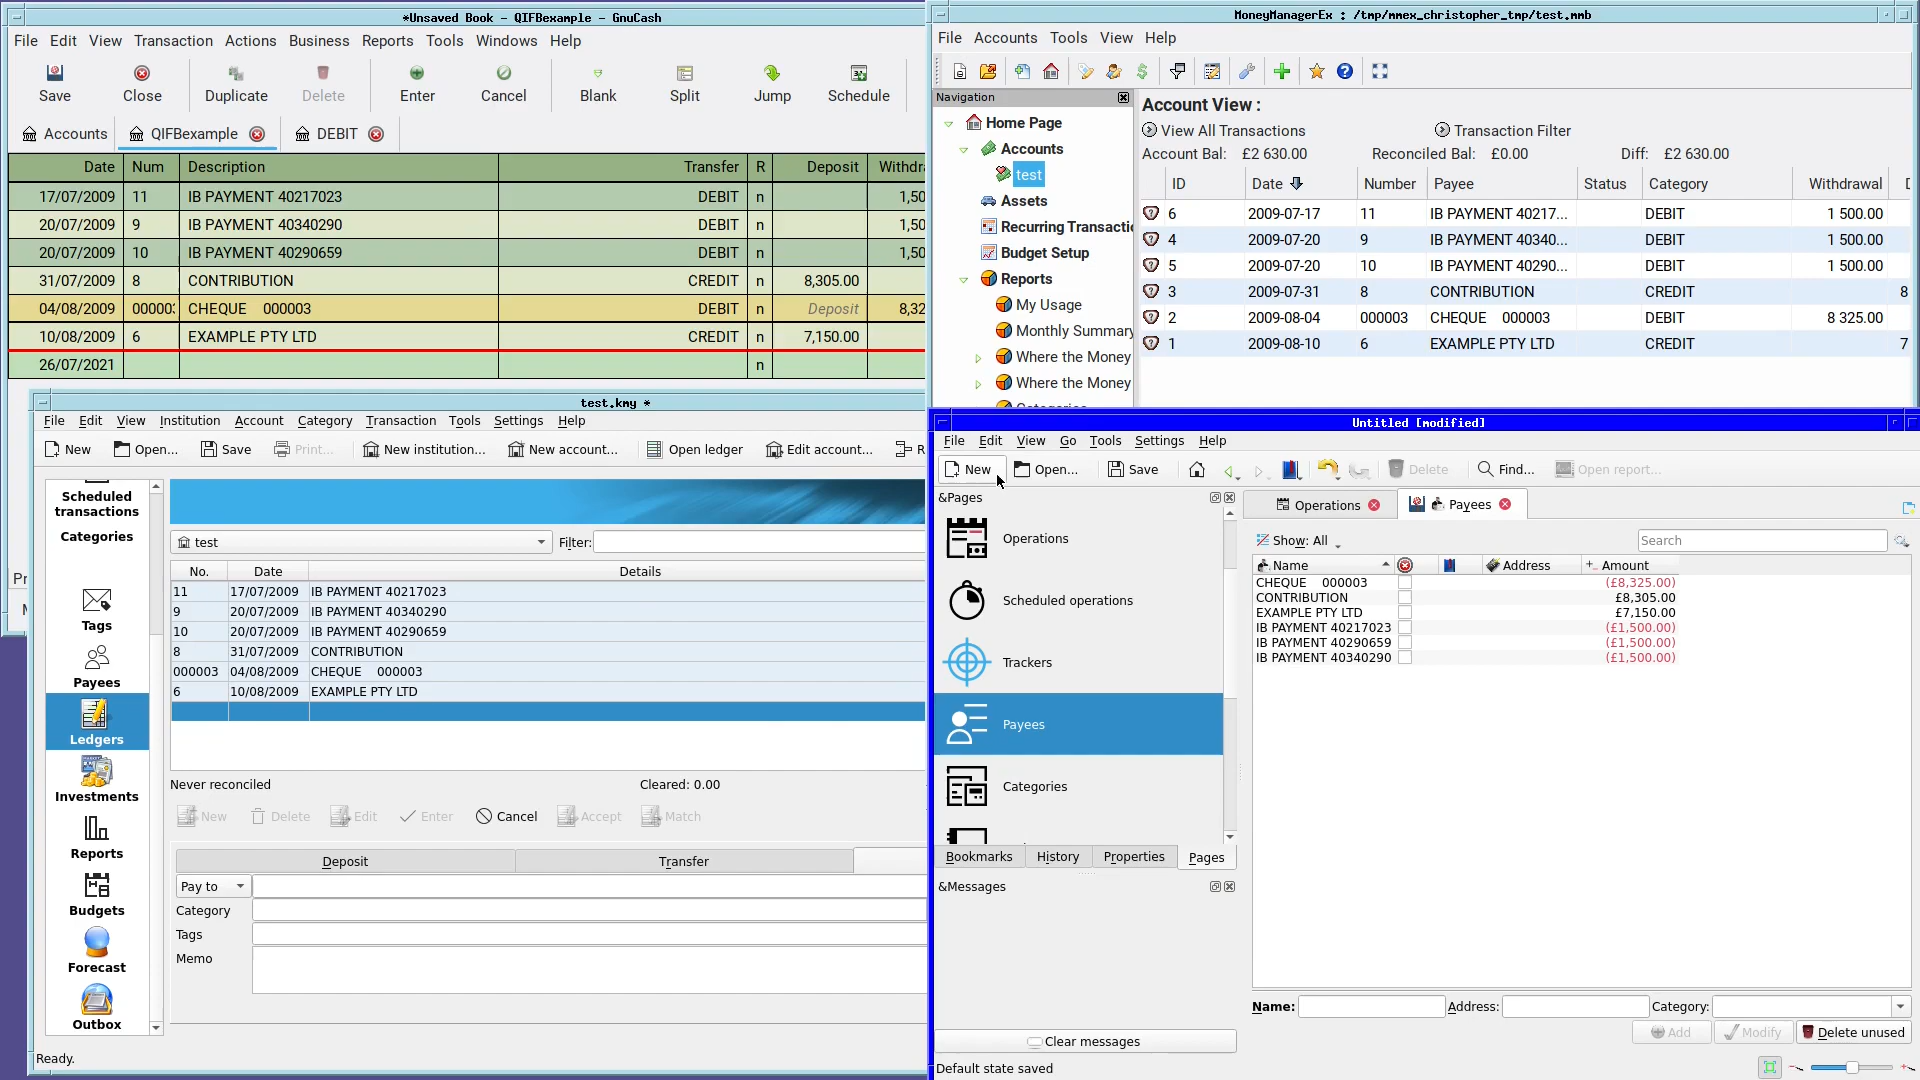 *Unsaved Book - QIFBexample - GnuCash
File Edit View Transaction Actions Business Reports Tools Windows Help
Save Close Duplicate Delete Enter Cancel Blank Split Jump Schedule
Accounts QIFBexample DEBIT
Date Num Description Transfer R Deposit Withdra
17/07/2009 11 IB PAYMENT 40217023 DEBIT n 1,50
20/07/2009 9 IB PAYMENT 40340290 DEBIT n 1,50
20/07/2009 10 IB PAYMENT 40290659 DEBIT n 1,50
31/07/2009 8 CONTRIBUTION CREDIT n 8,305.00
04/08/2009 00000 CHEQUE 000003 DEBIT n Deposit 8,32
10/08/2009 6 EXAMPLE PTY LTD CREDIT n 7,150.00
26/07/2021 n
Pr
MoneyManagerEx : /tmp/mmex_christopher_tmp/test.mmb
File Accounts Tools View Help
Navigation
Home Page
Accounts
test
Assets
Recurring Transactio
Budget Setup
Reports
My Usage
Monthly Summary
Where the Money
Where the Money
Account View :
View All Transactions Transaction Filter
Account Bal: £2 630.00 Reconciled Bal: £0.00 Diff: £2 630.00
ID Date Number Payee Status Category Withdrawal D
6 2009-07-17 11 IB PAYMENT 40217... DEBIT 1 500.00
4 2009-07-20 9 IB PAYMENT 40340... DEBIT 1 500.00
5 2009-07-20 10 IB PAYMENT 40290... DEBIT 1 500.00
3 2009-07-31 8 CONTRIBUTION CREDIT 8
2 2009-08-04 000003 CHEQUE 000003 DEBIT 8 325.00
1 2009-08-10 6 EXAMPLE PTY LTD CREDIT 7
test.kmy *
File Edit View Institution Account Category Transaction Tools Settings Help
New Open... Save Print... New institution... New account... Open ledger Edit account... R
Scheduled
transactions
Categories
Tags
Payees
Ledgers
Investments
Reports
Budgets
Forecast
Outbox
test Filter:
No. Date Details
11 17/07/2009 IB PAYMENT 40217023
9 20/07/2009 IB PAYMENT 40340290
10 20/07/2009 IB PAYMENT 40290659
8 31/07/2009 CONTRIBUTION
000003 04/08/2009 CHEQUE 000003
6 10/08/2009 EXAMPLE PTY LTD
Never reconciled Cleared: 0.00
New Delete Edit Enter Cancel Accept Match
Deposit Transfer
Pay to
Category
Tags
Memo
Ready.
Untitled [modified]
File Edit View Go Tools Settings Help
New Open... Save Delete Find... Open report...
&Pages
Operations
Scheduled operations
Trackers
Payees
Categories
Bookmarks History Properties Pages
&Messages
Clear messages
Default state saved
Operations Payees
Show: All Search
Name Address Amount
CHEQUE 000003 (£8,325.00)
CONTRIBUTION £8,305.00
EXAMPLE PTY LTD £7,150.00
IB PAYMENT 40217023 (£1,500.00)
IB PAYMENT 40290659 (£1,500.00)
IB PAYMENT 40340290 (£1,500.00)
Name: Address: Category:
Add Modify Delete unused